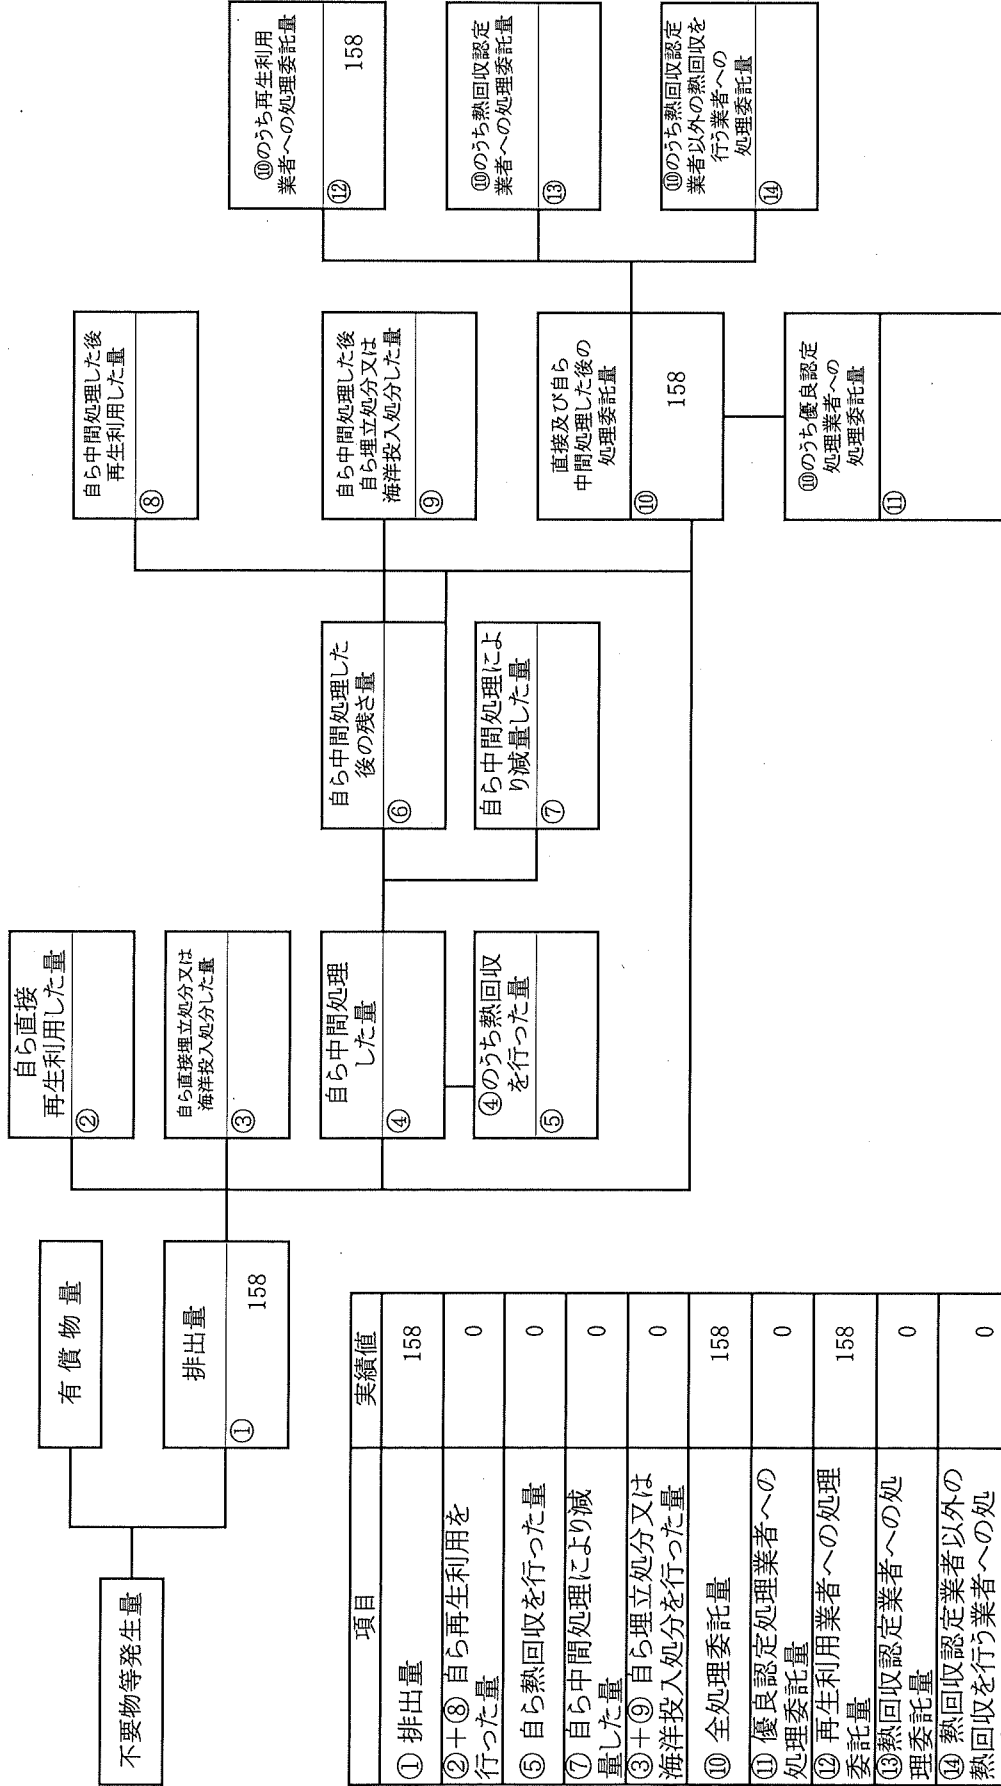 不要物等発生量
有 償 物 量
排出量
①
158
自ら直接
再生利用した量
②
自ら直接埋立処分又は
海洋投入処分した量
③
自ら中間処理
した量
④
④のうち熱回収
を行った量
⑤
自ら中間処理した
後の残さ量
⑥
自ら中間処理によ
り減量した量
⑦
自ら中間処理した後
再生利用した量
⑧
自ら中間処理した後
自ら埋立処分又は
海洋投入処分した量
⑨
直接及び自ら
中間処理した後の
処理委託量
⑩
158
⑩のうち優良認定
処理業者への
処理委託量
⑪
⑩のうち再生利用
業者への処理委託量
⑫
158
⑩のうち熱回収認定
業者への処理委託量
⑬
⑩のうち熱回収認定
業者以外の熱回収を
行う業者への
処理委託量
⑭
項目 実績値
① 排出量 158
②+⑧ 自ら再生利用を
行った量 0
⑤ 自ら熱回収を行った量 0
⑦ 自ら中間処理により減
量した量 0
③+⑨ 自ら埋立処分又は
海洋投入処分を行った量 0
⑩ 全処理委託量 158
⑪ 優良認定処理業者への
処理委託量 0
⑫ 再生利用業者への処理
委託量 158
⑬熱回収認定業者への処
理委託量 0
⑭ 熱回収認定業者以外の
熱回収を行う業者への処 0